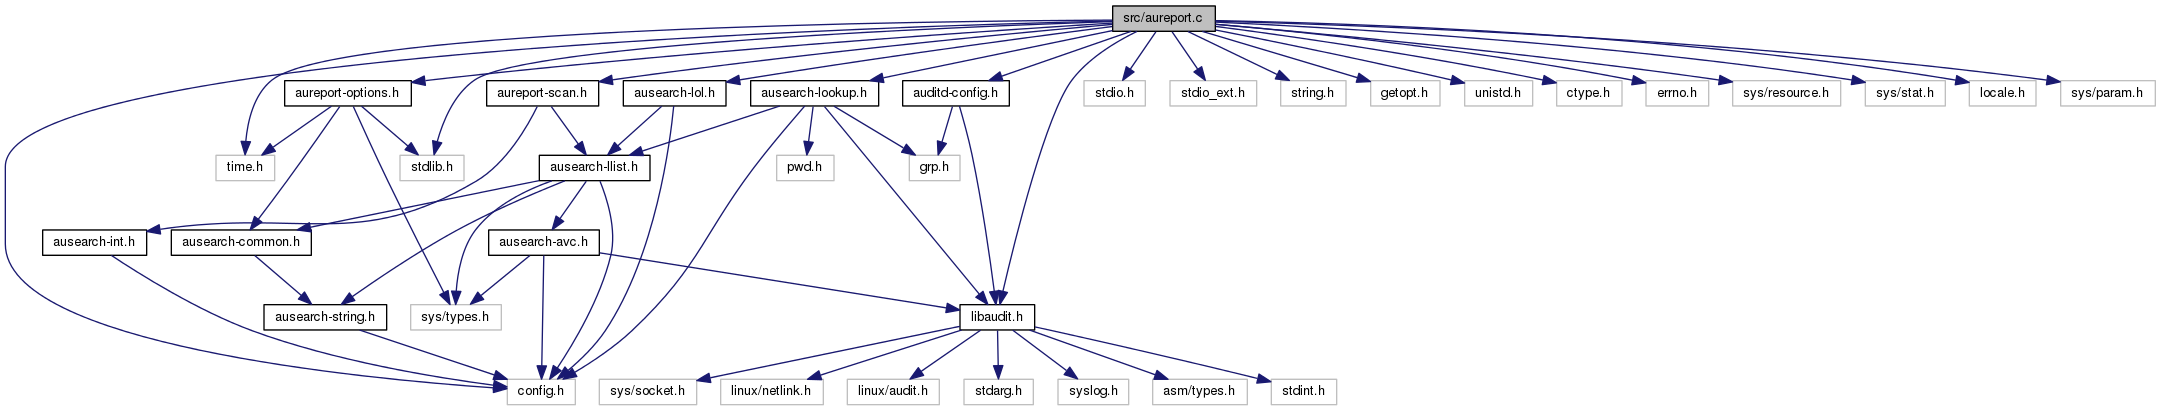 src/aureport.c
aureport-options.h
aureport-scan.h
ausearch-lol.h
ausearch-lookup.h
auditd-config.h
stdio.h
stdio_ext.h
string.h
getopt.h
unistd.h
ctype.h
errno.h
sys/resource.h
sys/stat.h
locale.h
sys/param.h
time.h
stdlib.h
ausearch-llist.h
pwd.h
grp.h
ausearch-int.h
ausearch-common.h
ausearch-avc.h
ausearch-string.h
sys/types.h
libaudit.h
config.h
sys/socket.h
linux/netlink.h
linux/audit.h
stdarg.h
syslog.h
asm/types.h
stdint.h